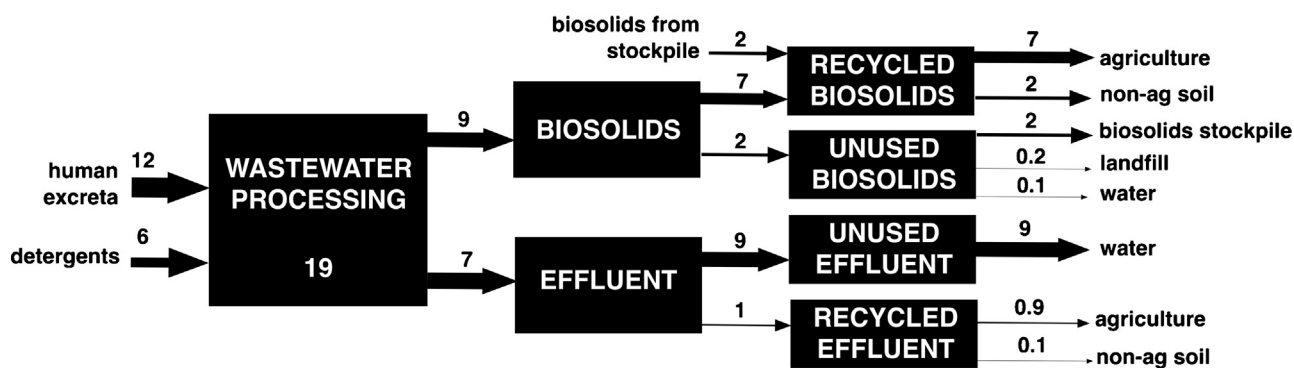 biosolids from
stockpile
2
RECYCLED
BIOSOLIDS
7
agriculture
2
non-ag soil
7
9
BIOSOLIDS
2
UNUSED
BIOSOLIDS
2
biosolids stockpile
0.2
landfill
0.1
water
human
excreta
12
detergents
6
WASTEWATER
PROCESSING
19
7
EFFLUENT
9
UNUSED
EFFLUENT
9
water
1
RECYCLED
EFFLUENT
0.9
agriculture
0.1
non-ag soil